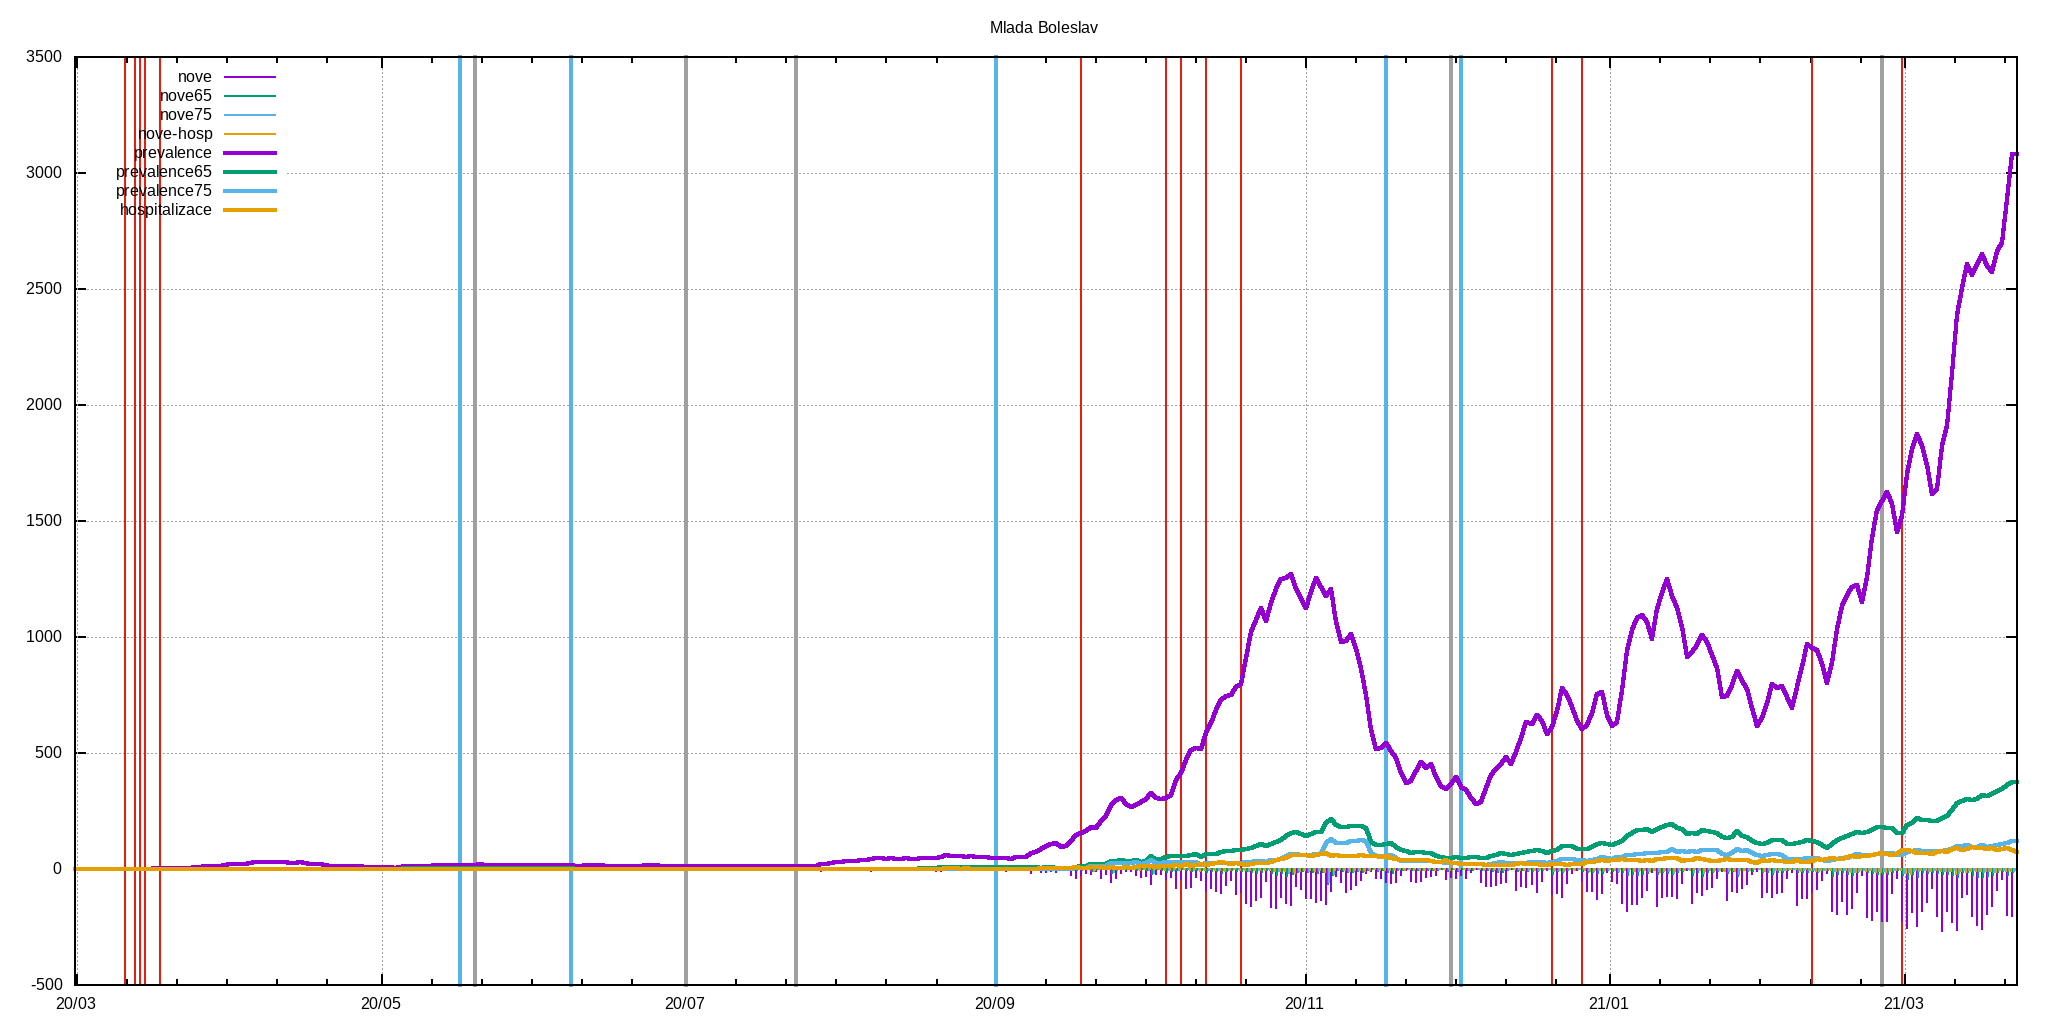 Mlada Boleslav
3500
3000
2500
2000
1500
1000
500
0
-500
nove
nove65
nove75
nove-hosp
prevalence
prevalence65
prevalence75
hospitalizace
20/03 20/05 20/07 20/09 20/11 21/01 21/03